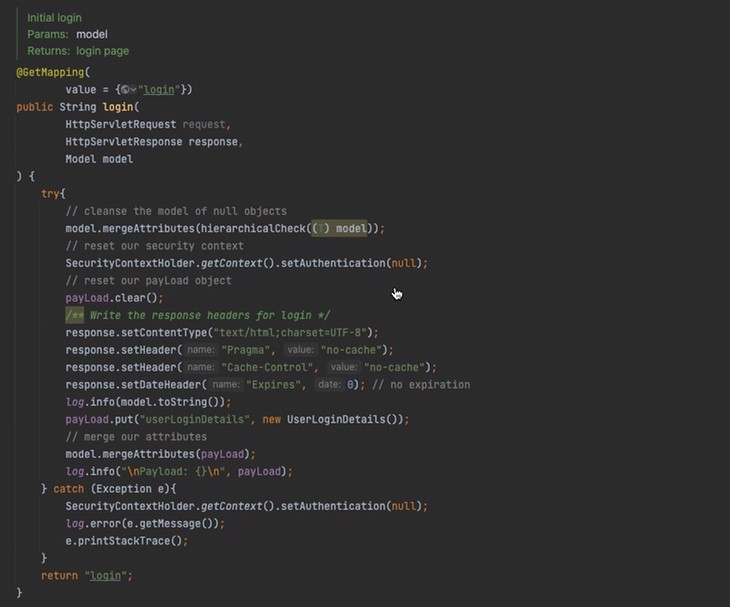 Initial login
Params: model
Returns: login page
@GetMapping(
value = {"login"})
public String login(
HttpServletRequest request,
HttpServletResponse response,
Model model
) {
try{
// cleanse the model of null objects
model.mergeAttributes(hierarchicalCheck((T) model));
// reset our security context
SecurityContextHolder.getContext().setAuthentication(null);
// reset our payLoad object
payLoad.clear();
/** Write the response headers for login */
response.setContentType("text/html;charset=UTF-8");
response.setHeader( name: "Pragma", value: "no-cache");
response.setHeader( name: "Cache-Control", value: "no-cache");
response.setDateHeader( name: "Expires", date: 0); // no expiration
log.info(model.toString());
payLoad.put("userLoginDetails", new UserLoginDetails());
// merge our attributes
model.mergeAttributes(payLoad);
log.info("\nPayload: {}\n", payLoad);
} catch (Exception e){
SecurityContextHolder.getContext().setAuthentication(null);
log.error(e.getMessage());
e.printStackTrace();
}
return "login";
}